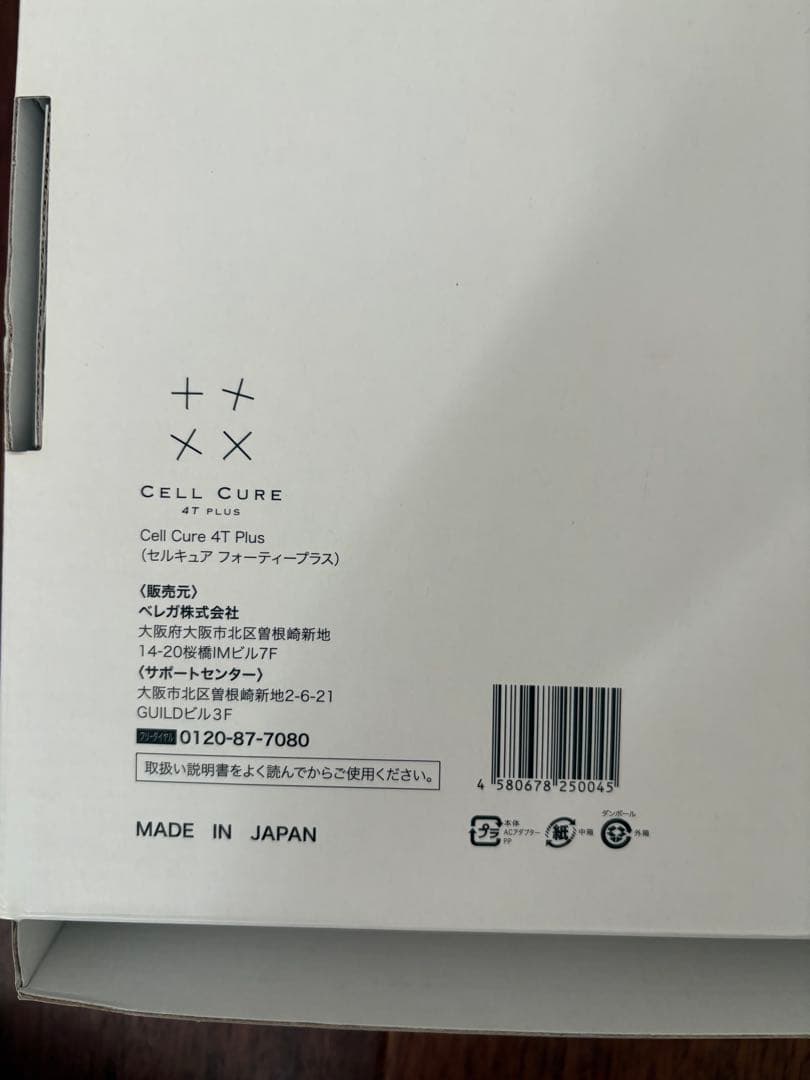 CELL CURE
4T PLUS
Cell Cure 4T Plus
（セルキュア フォーティープラス）
〈販売元〉
ベレガ株式会社
大阪府大阪市北区曽根崎新地
14-20桜橋IMビル7F
〈サポートセンター〉
大阪市北区曽根崎新地2-6-21
GUILDビル3F
フリーダイヤル 0120-87-7080
取扱い説明書をよく読んでからご使用ください。
MADE IN JAPAN
4 580678 250045
プラ 本体 ACアダプター PP
紙 中箱
ダンボール 外箱